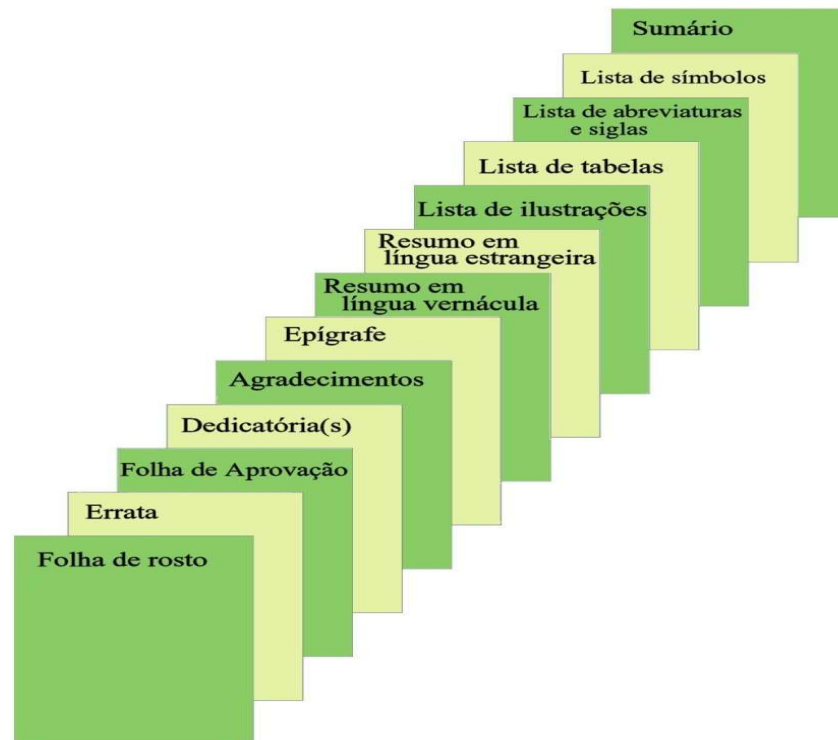 Sumário
Lista de símbolos
Lista de abreviaturas
e siglas
Lista de tabelas
Lista de ilustrações
Resumo em
língua estrangeira
Resumo em
língua vernácula
Epígrafe
Agradecimentos
Dedicatória(s)
Folha de Aprovação
Errata
Folha de rosto